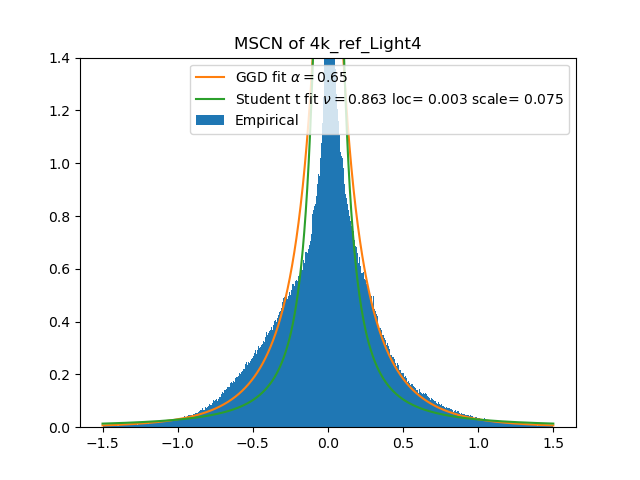 MSCN of 4k_ref_Light4
GGD fit α = 0.65
Student t fit ν = 0.863 loc= 0.003 scale= 0.075
Empirical
1.4
1.2
1.0
0.8
0.6
0.4
0.2
0.0
−1.5 −1.0 −0.5 0.0 0.5 1.0 1.5